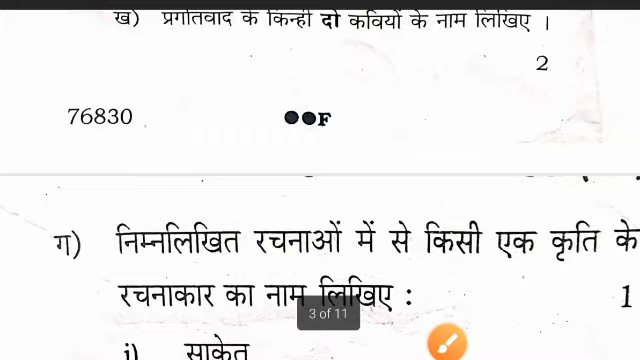 ख) प्रगतिवाद के किन्हीं दो कवियों के नाम लिखिए ।
2
76830 ●●F
ग) निम्नलिखित रचनाओं में से किसी एक कृति के
रचनाकार का नाम लिखिए : 1
3 of 11
i) साकेत